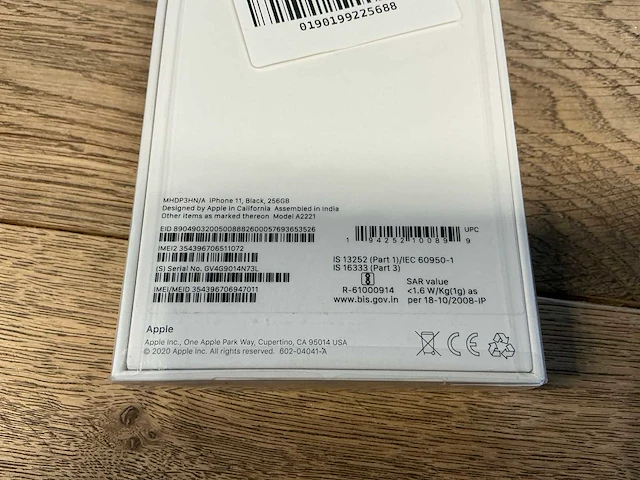 0190199225688
MHDP3HN/A iPhone 11, Black, 256GB
Designed by Apple in California Assembled in India
Other items as marked thereon Model A2221
EID 89049032005008882600057693653526
IMEI2 354396706511072
(S) Serial No. GV4G9014N73L
IMEI/MEID 354396706947011
UPC
1 94252 10089 9
IS 13252 (Part 1)/IEC 60950-1
IS 16333 (Part 3)
R-61000914
www.bis.gov.in
SAR value
<1.6 W/Kg(1g) as
per 18-10/2008-IP
Apple
Apple Inc., One Apple Park Way, Cupertino, CA 95014 USA
© 2020 Apple Inc. All rights reserved. 602-04041-A
CE